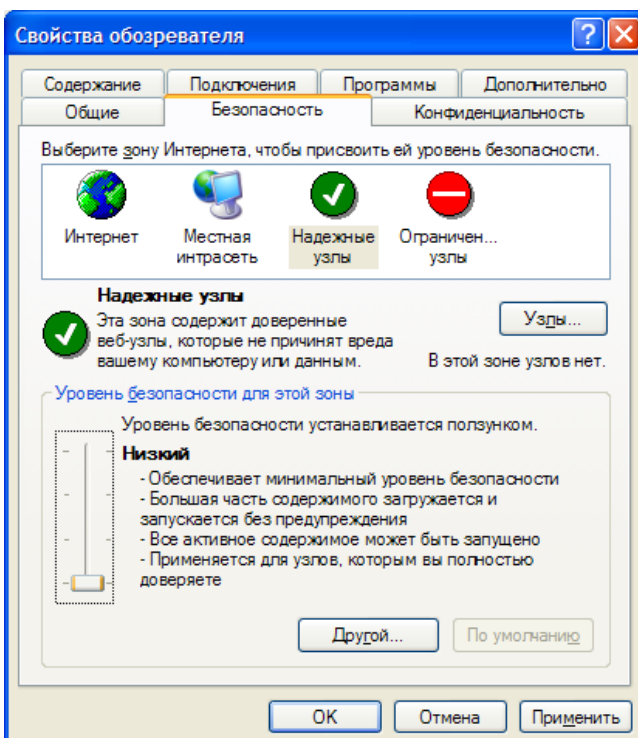 Свойства обозревателя
Содержание Подключения Программы Дополнительно
Общие Безопасность Конфиденциальность
Выберите зону Интернета, чтобы присвоить ей уровень безопасности.
Интернет Местная интрасеть Надежные узлы Ограничен... узлы
Надежные узлы
Эта зона содержит доверенные
веб-узлы, которые не причинят вреда
вашему компьютеру или данным.
Узлы...
В этой зоне узлов нет.
Уровень безопасности для этой зоны
Уровень безопасности устанавливается ползунком.
Низкий
- Обеспечивает минимальный уровень безопасности
- Большая часть содержимого загружается и
запускается без предупреждения
- Все активное содержимое может быть запущено
- Применяется для узлов, которым вы полностью
доверяете
Другой... По умолчанию
OK Отмена Применить